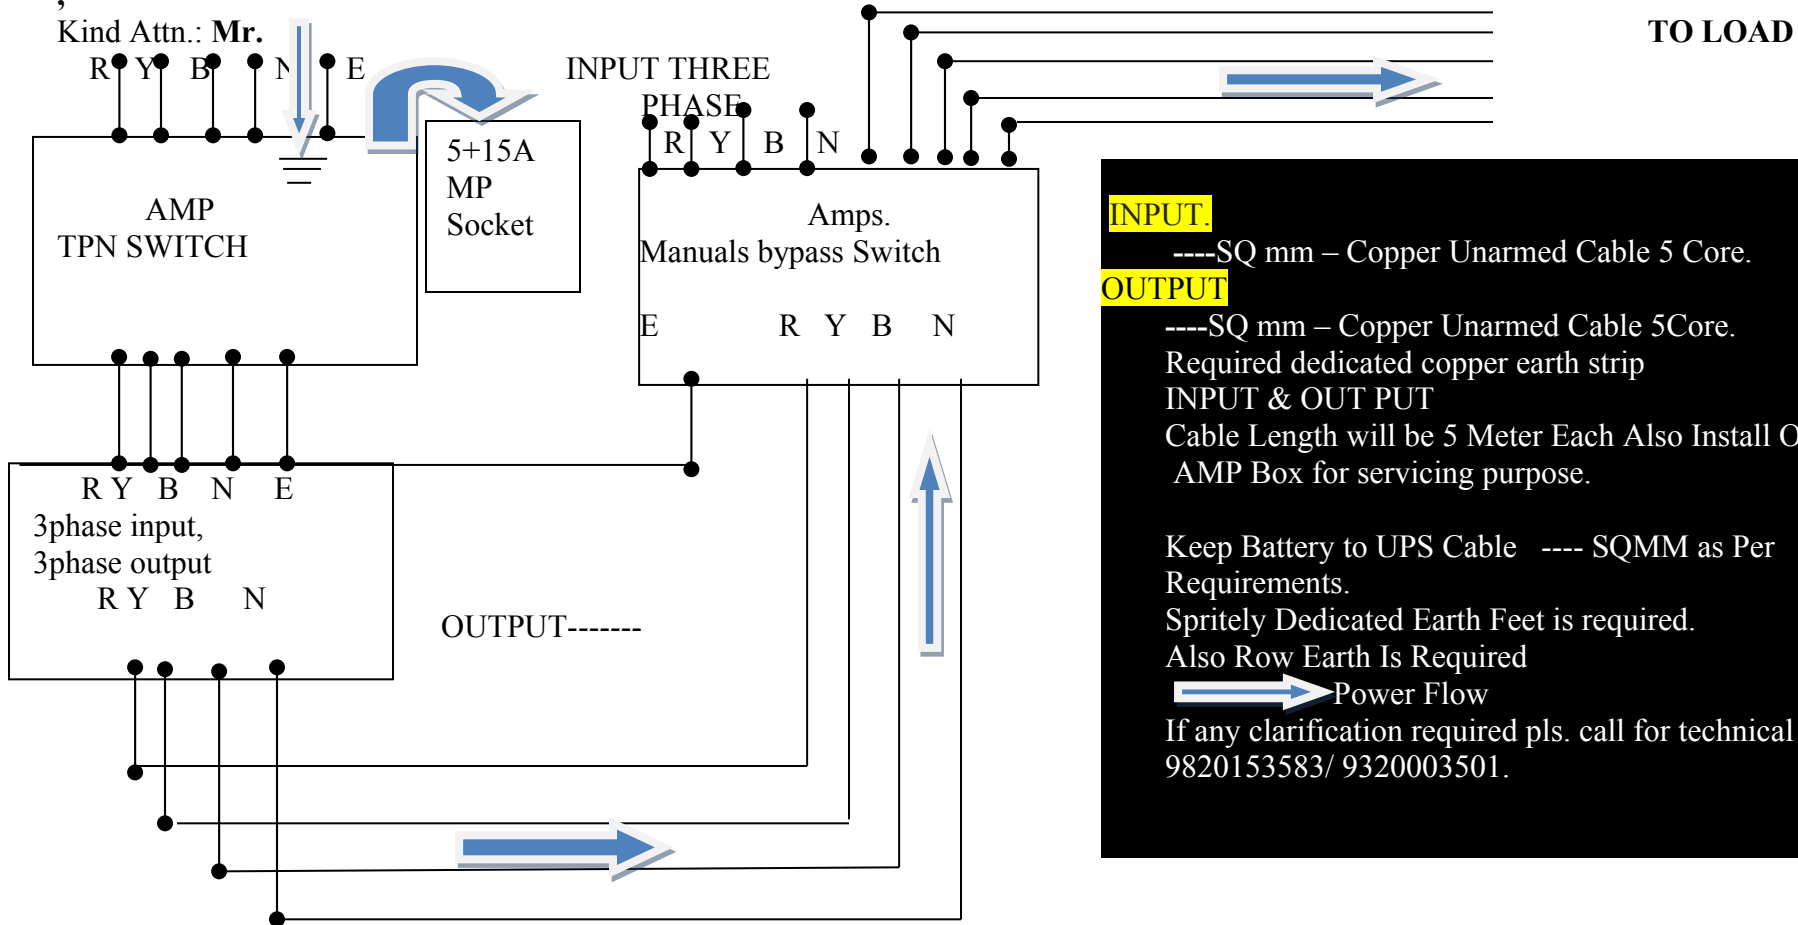 ,
Kind Attn.: Mr.
R Y B N E
INPUT THREE
PHASE
TO LOAD
R Y B N
5+15A
MP
Socket
AMP
TPN SWITCH
Amps.
Manuals bypass Switch
E R Y B N
R Y B N E
3phase input,
3phase output
R Y B N
OUTPUT-------
INPUT.
----SQ mm – Copper Unarmed Cable 5 Core.
OUTPUT
----SQ mm – Copper Unarmed Cable 5Core.
Required dedicated copper earth strip
INPUT & OUT PUT
Cable Length will be 5 Meter Each Also Install O
AMP Box for servicing purpose.
Keep Battery to UPS Cable ---- SQMM as Per
Requirements.
Spritely Dedicated Earth Feet is required.
Also Row Earth Is Required
Power Flow
If any clarification required pls. call for technical
9820153583/ 9320003501.